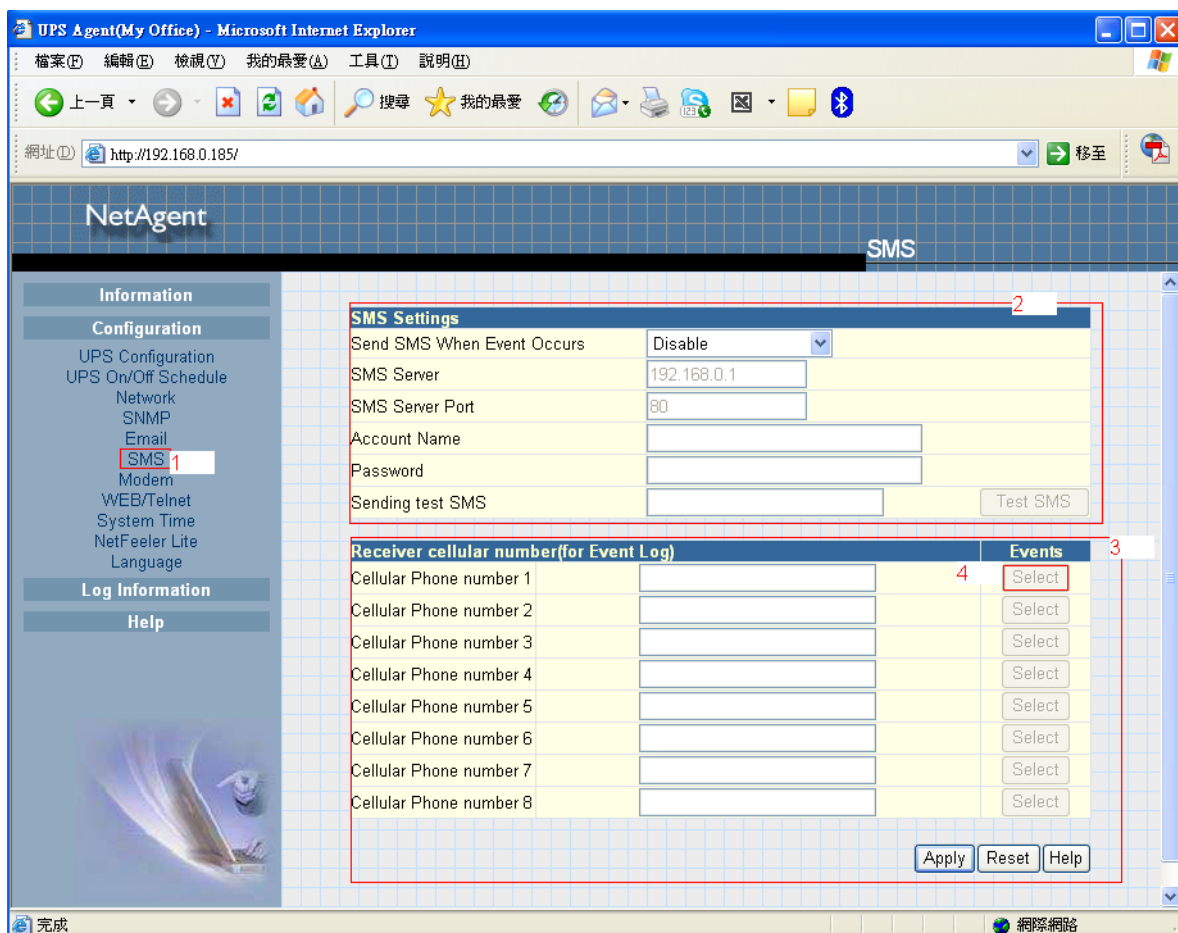 UPS Agent(My Office) - Microsoft Internet Explorer
檔案(F) 編輯(E) 檢視(V) 我的最愛(A) 工具(T) 說明(H)
上一頁 搜尋 我的最愛
網址(D) http://192.168.0.185/ 移至
NetAgent
SMS
Information
Configuration
UPS Configuration
UPS On/Off Schedule
Network
SNMP
Email
SMS 1
Modem
WEB/Telnet
System Time
NetFeeler Lite
Language
Log Information
Help
2
SMS Settings
Send SMS When Event Occurs Disable
SMS Server 192.168.0.1
SMS Server Port 80
Account Name
Password
Sending test SMS Test SMS
Receiver cellular number(for Event Log) Events 3
Cellular Phone number 1 4 Select
Cellular Phone number 2 Select
Cellular Phone number 3 Select
Cellular Phone number 4 Select
Cellular Phone number 5 Select
Cellular Phone number 6 Select
Cellular Phone number 7 Select
Cellular Phone number 8 Select
Apply Reset Help
完成 網際網路